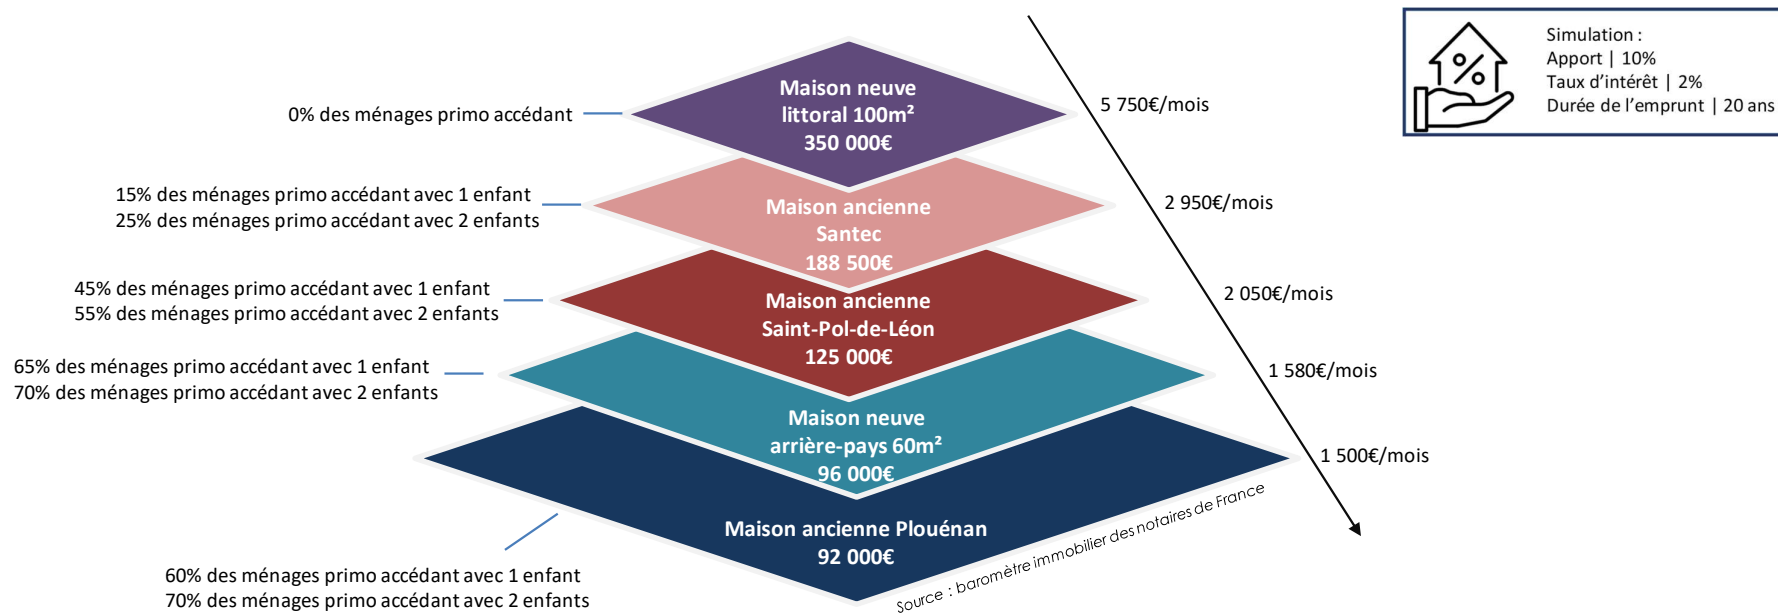 Simulation :
Apport | 10%
Taux d'intérêt | 2%
Durée de l'emprunt | 20 ans
0% des ménages primo accédant
Maison neuve
littoral 100m²
350 000€
5 750€/mois
15% des ménages primo accédant avec 1 enfant
25% des ménages primo accédant avec 2 enfants
Maison ancienne
Santec
188 500€
2 950€/mois
45% des ménages primo accédant avec 1 enfant
55% des ménages primo accédant avec 2 enfants
Maison ancienne
Saint-Pol-de-Léon
125 000€
2 050€/mois
65% des ménages primo accédant avec 1 enfant
70% des ménages primo accédant avec 2 enfants
Maison neuve
arrière-pays 60m²
96 000€
1 580€/mois
Maison ancienne Plouénan
92 000€
1 500€/mois
60% des ménages primo accédant avec 1 enfant
70% des ménages primo accédant avec 2 enfants
Source : baromètre immobilier des notaires de France